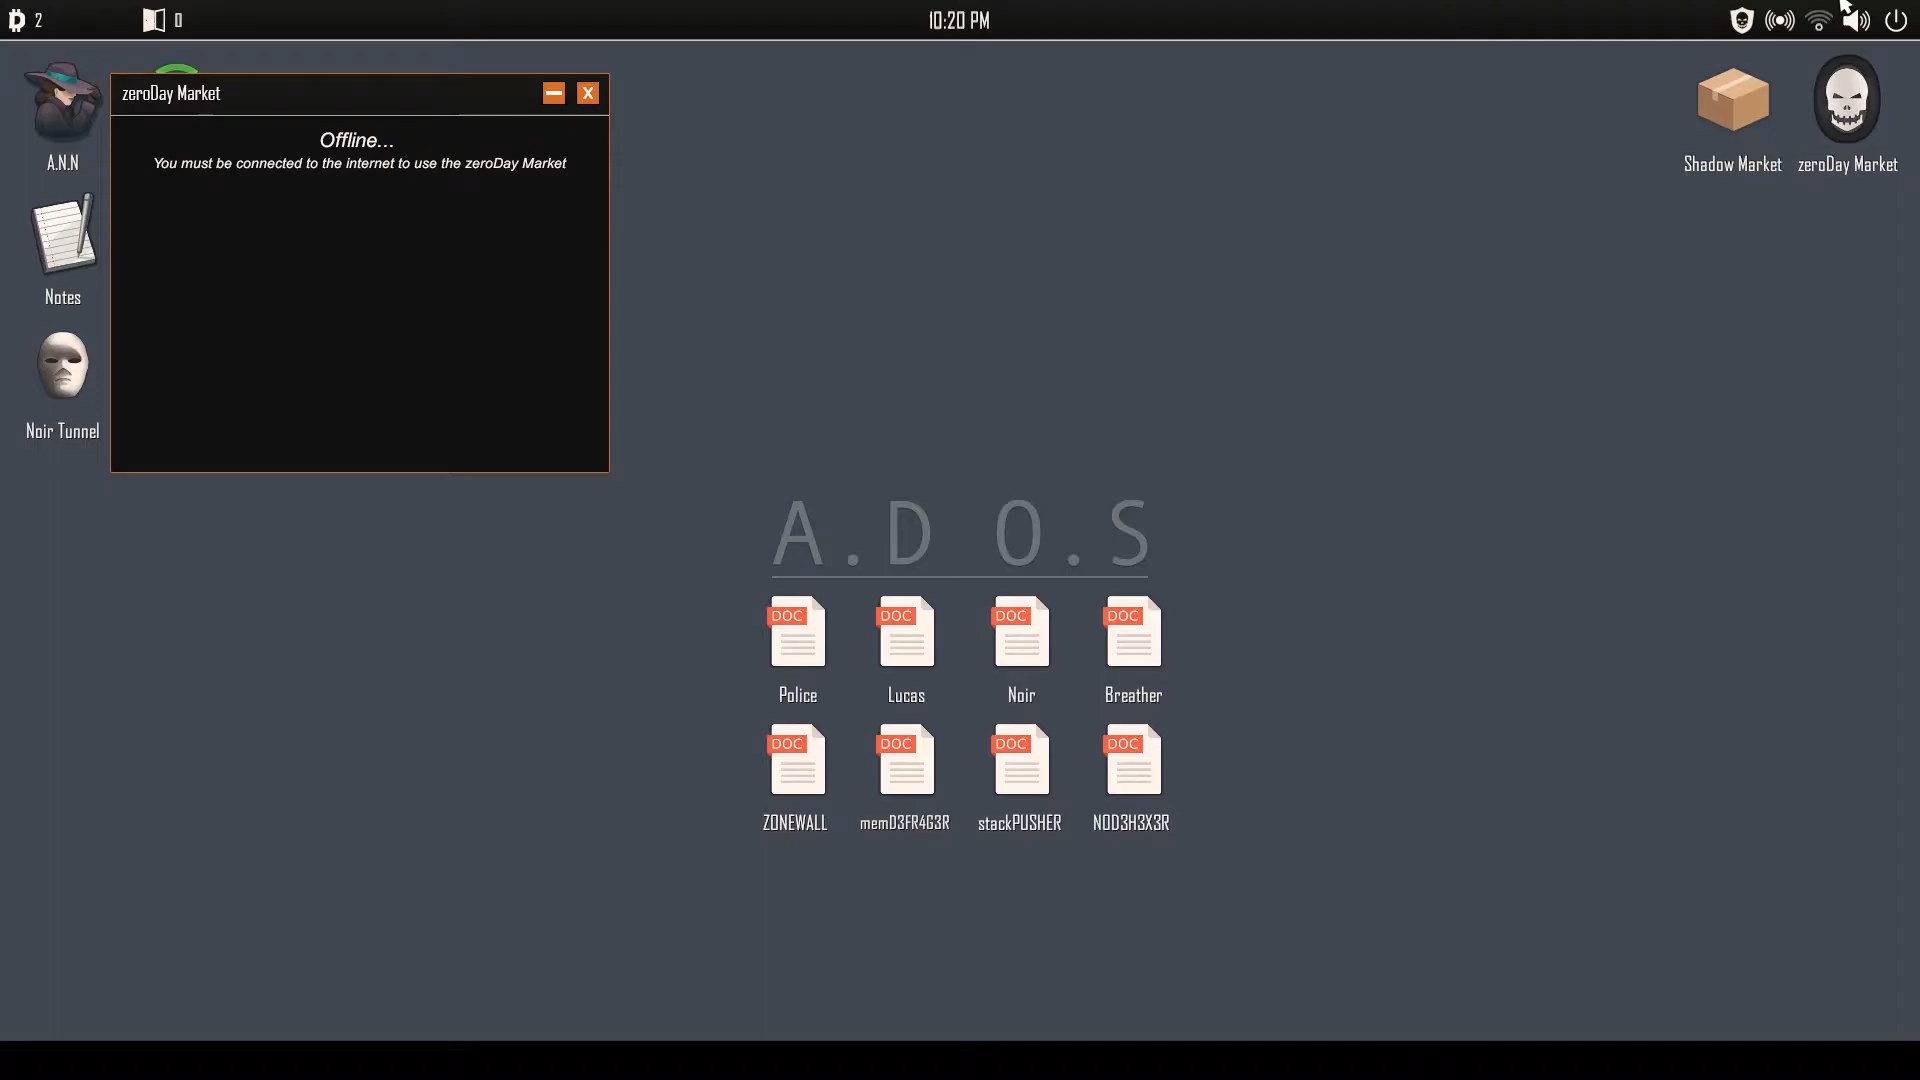 2
0
10:20 PM
zeroDay Market
X
Offline...
You must be connected to the internet to use the zeroDay Market
A.N.N
Notes
Noir Tunnel
Shadow Market
zeroDay Market
A.D O.S
DOC
DOC
DOC
DOC
Police
Lucas
Noir
Breather
DOC
DOC
DOC
DOC
ZONEWALL
memD3FR4G3R
stackPUSHER
NOD3H3X3R